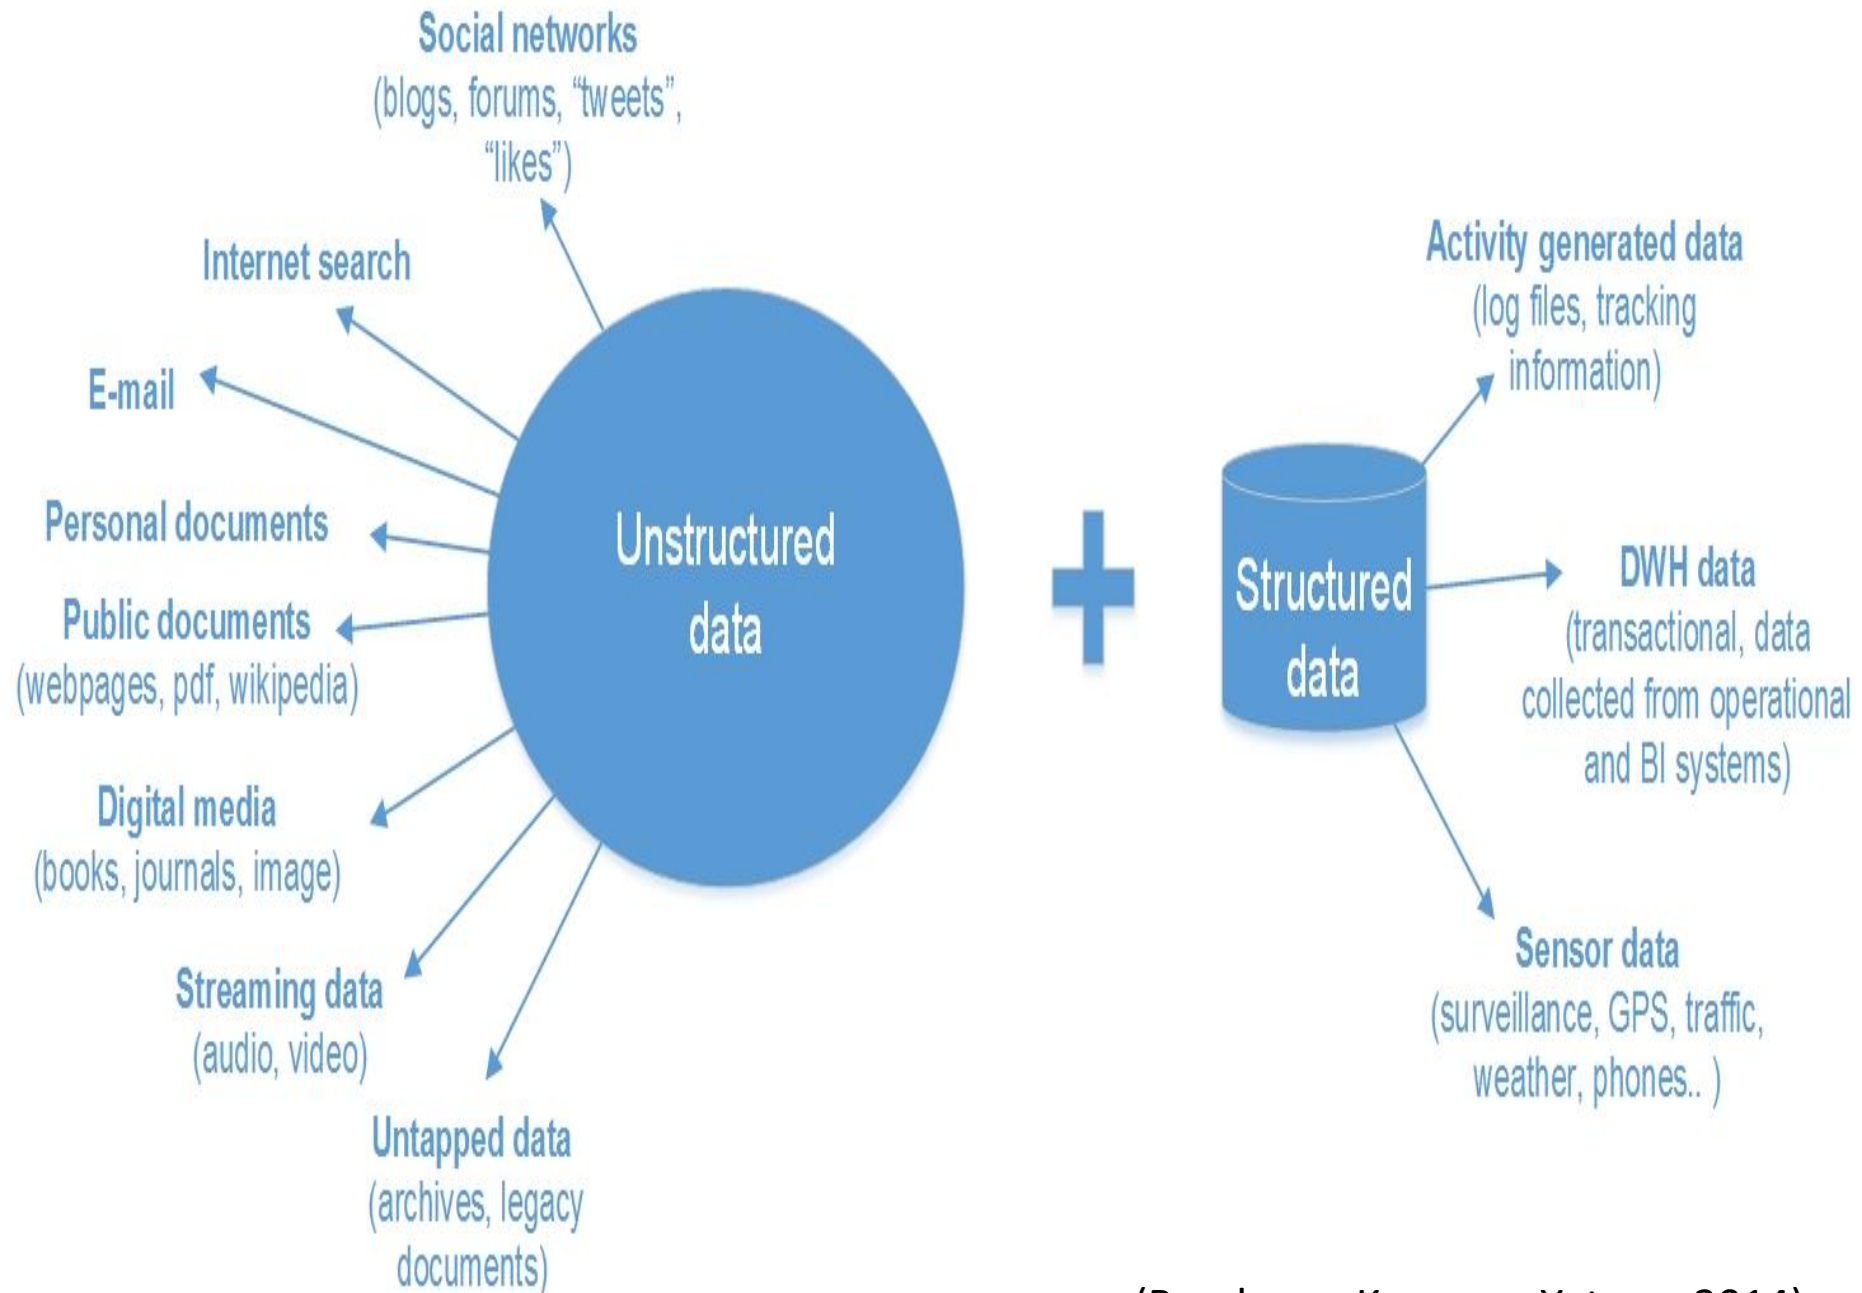 Social networks
(blogs, forums, “tweets”,
“likes”)
Internet search
E-mail
Personal documents
Public documents
(webpages, pdf, wikipedia)
Digital media
(books, journals, image)
Streaming data
(audio, video)
Untapped data
(archives, legacy
documents)
Unstructured
data
Structured
data
Activity generated data
(log files, tracking
information)
DWH data
(transactional, data
collected from operational
and BI systems)
Sensor data
(surveillance, GPS, traffic,
weather, phones.. )
2014)